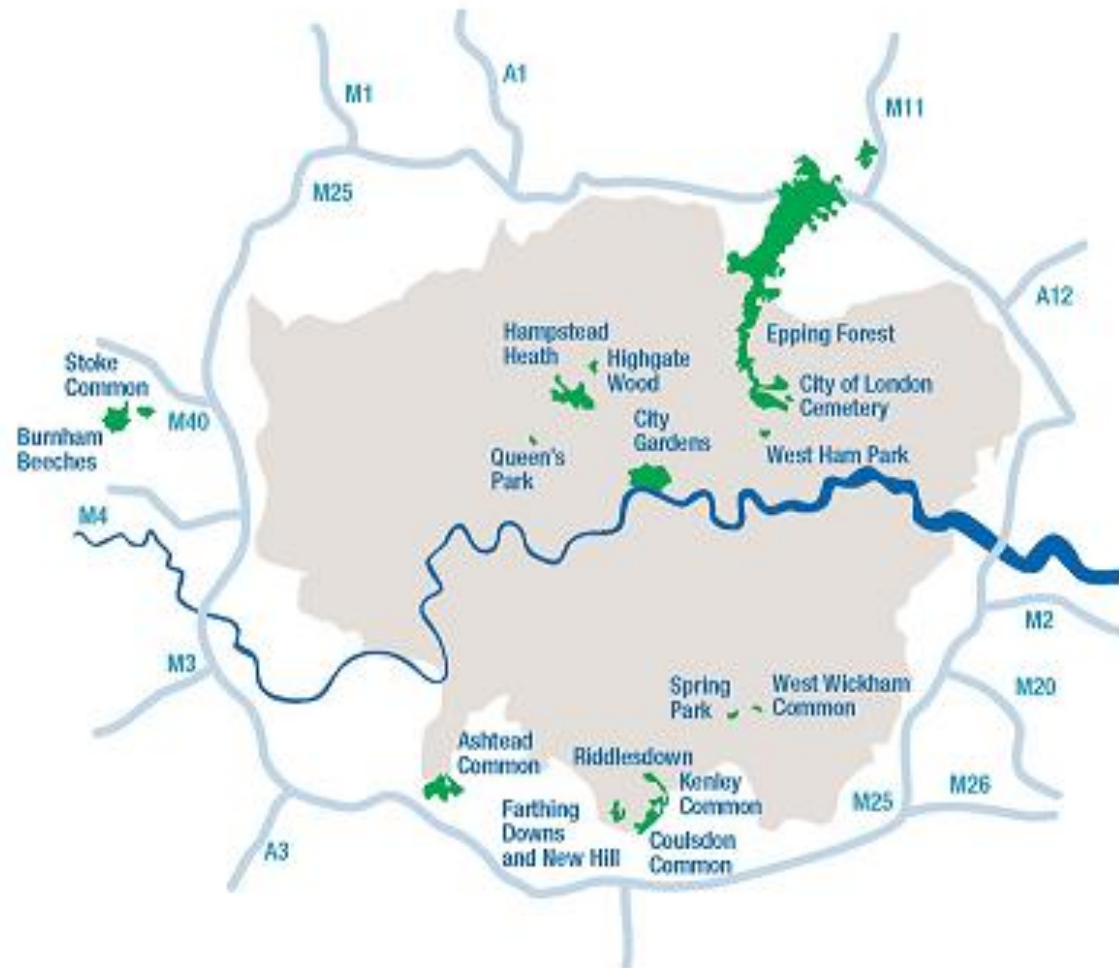 M1
A1
M11
M25
A12
Hampstead
Heath
Highgate
Wood
Epping Forest
Stoke
Common
M40
City of London
Cemetery
Burnham
Beeches
City
Gardens
Queen's
Park
West Ham Park
M4
M2
M3
M20
Spring
Park
West Wickham
Common
Ashtead
Common
Riddlesdown
Kenley
Common
M25
M26
Farthing
Downs
and New Hill
Coulsdon
Common
A3